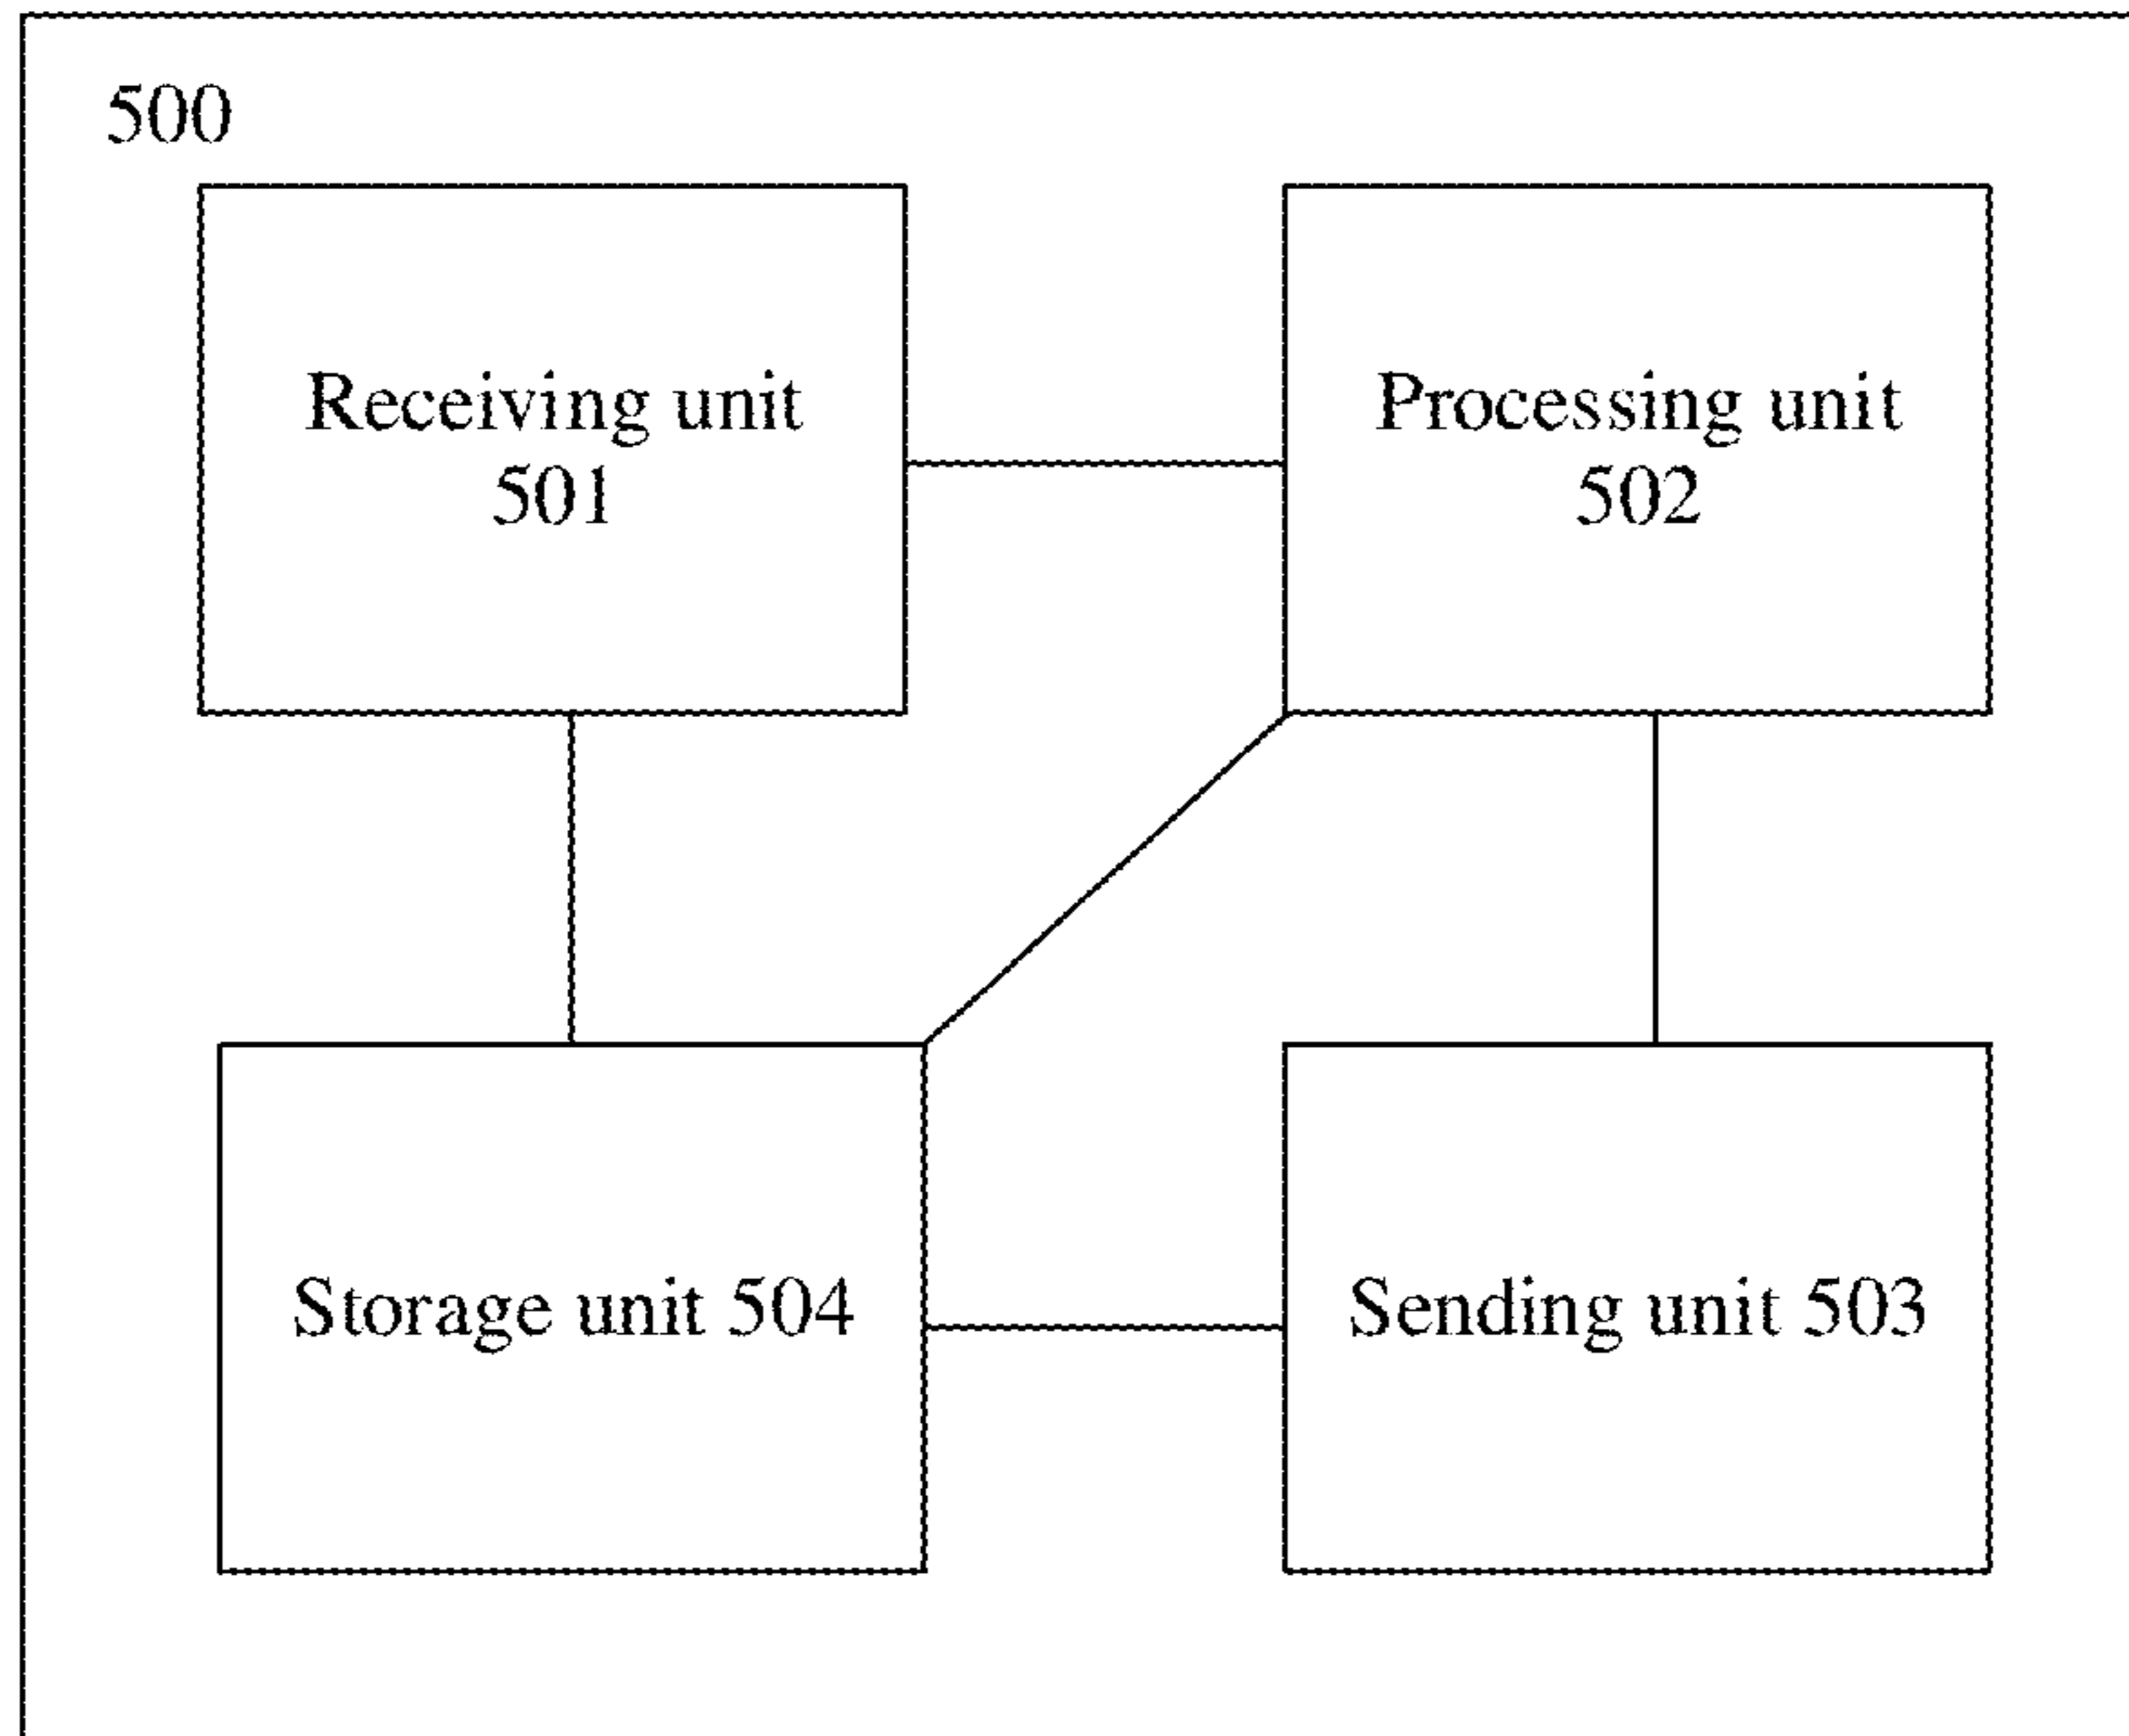 500
Receiving unit
501
Processing unit
502
Storage unit 504
Sending unit 503